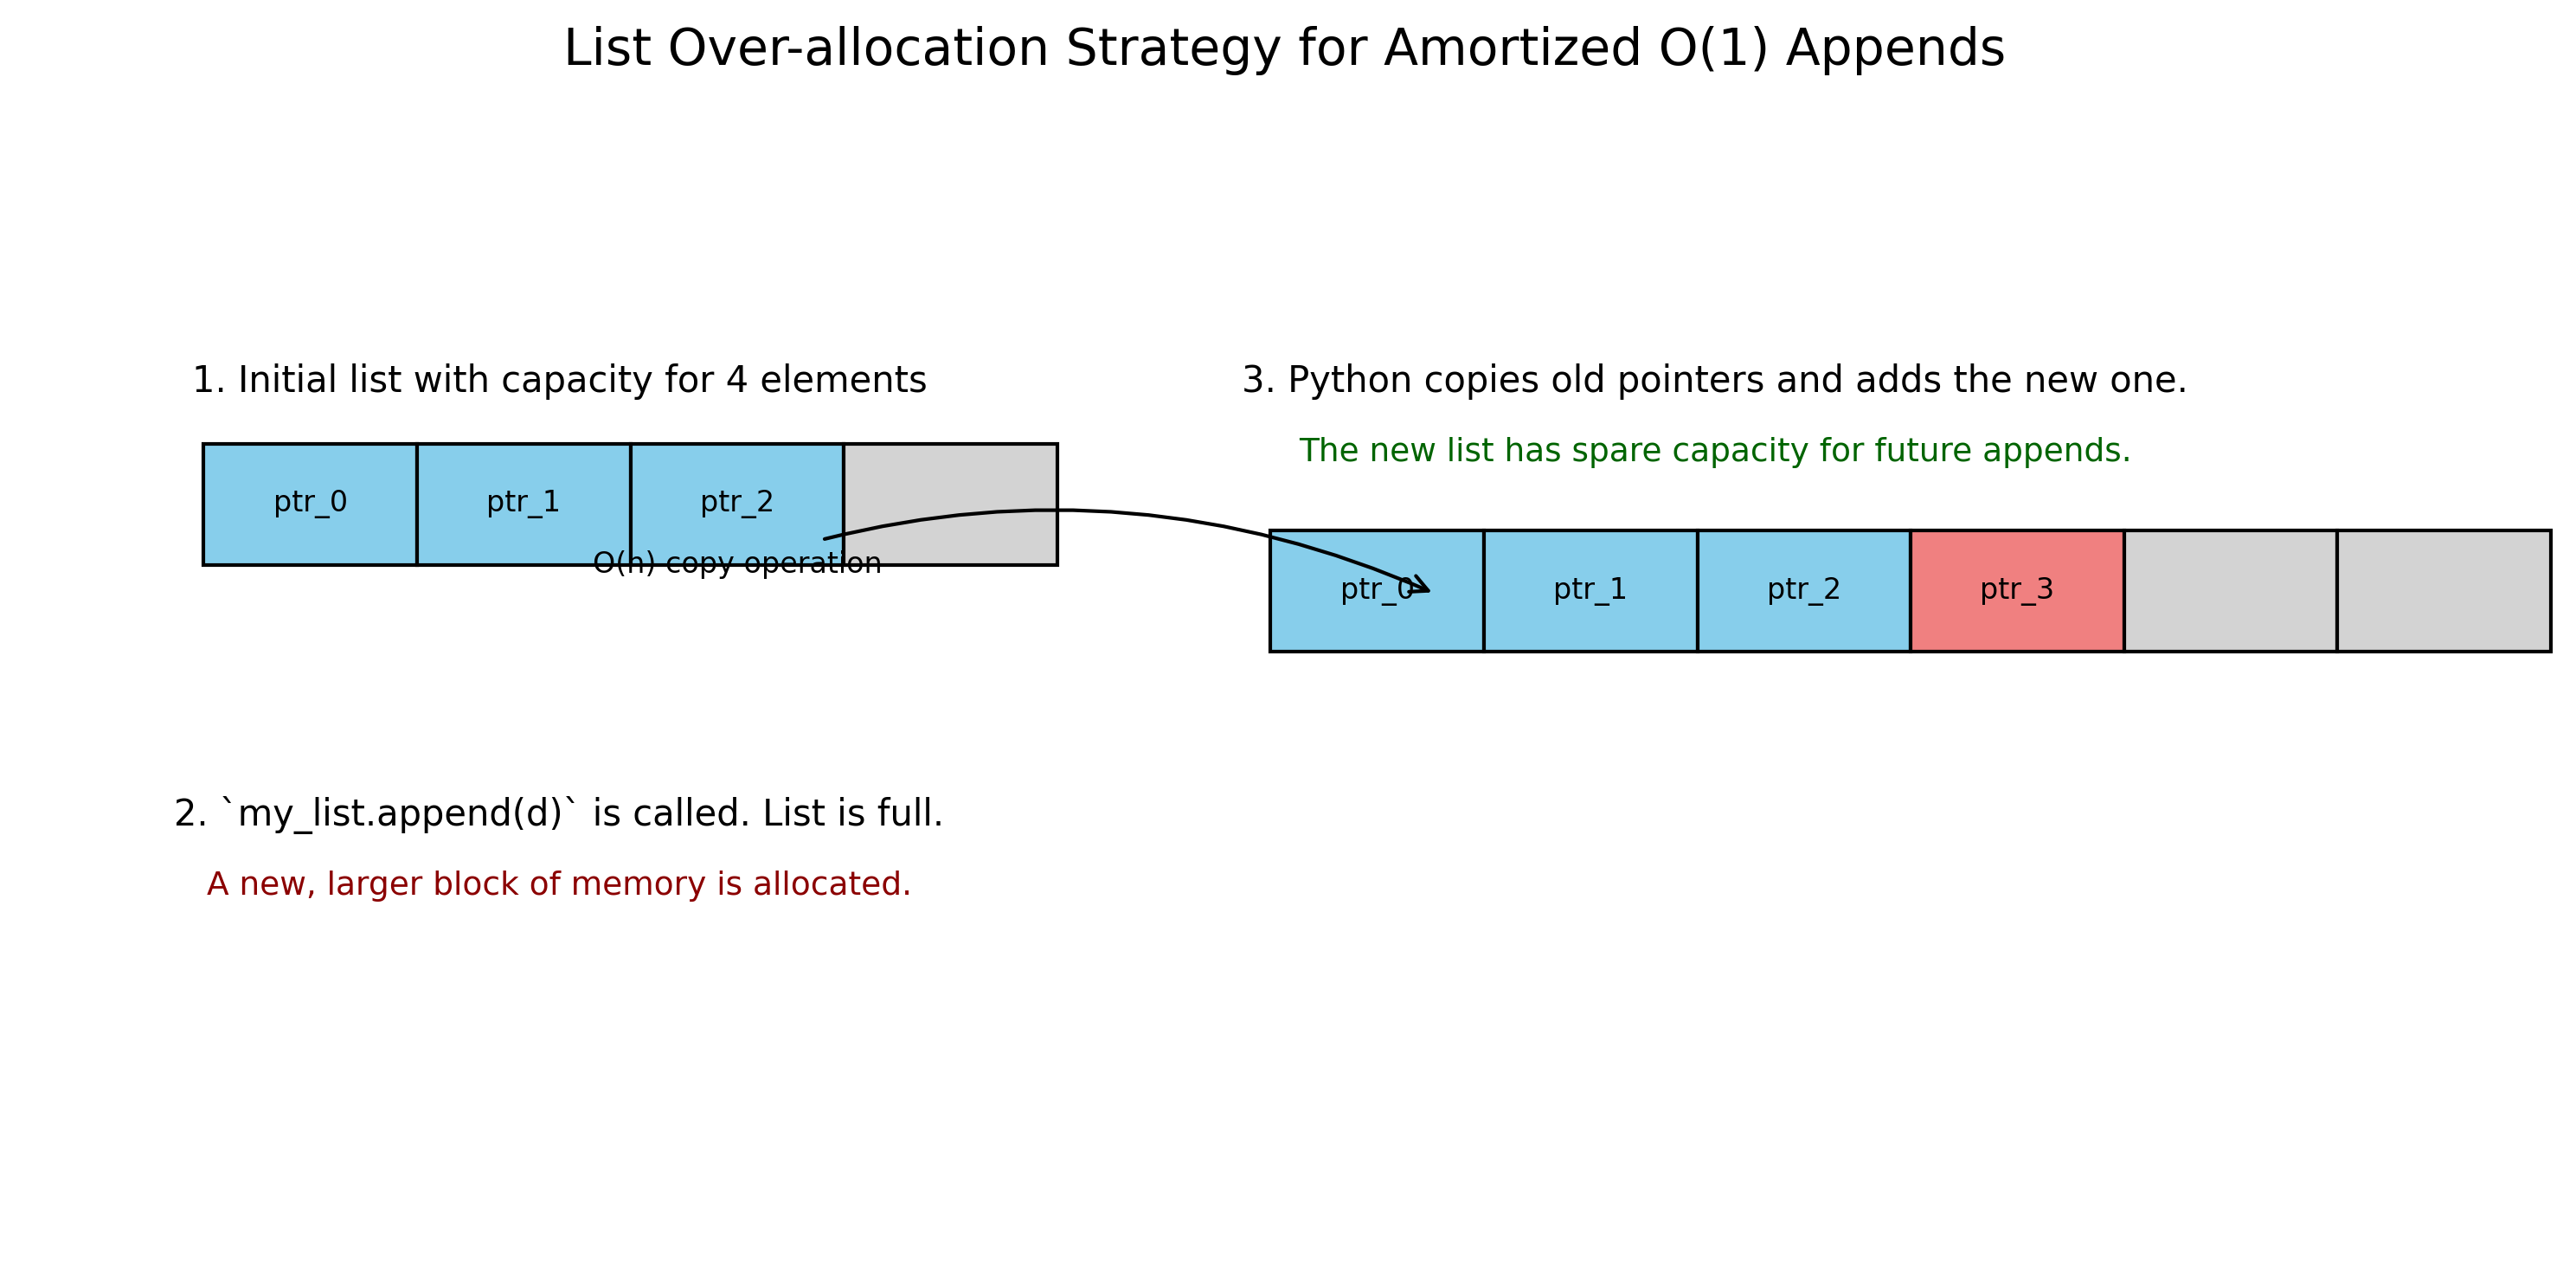 List Over-allocation Strategy for Amortized O(1) Appends
1. Initial list with capacity for 4 elements
ptr_0 ptr_1 ptr_2
O(n) copy operation
2. `my_list.append(d)` is called. List is full.
A new, larger block of memory is allocated.
3. Python copies old pointers and adds the new one.
The new list has spare capacity for future appends.
ptr_0 ptr_1 ptr_2 ptr_3